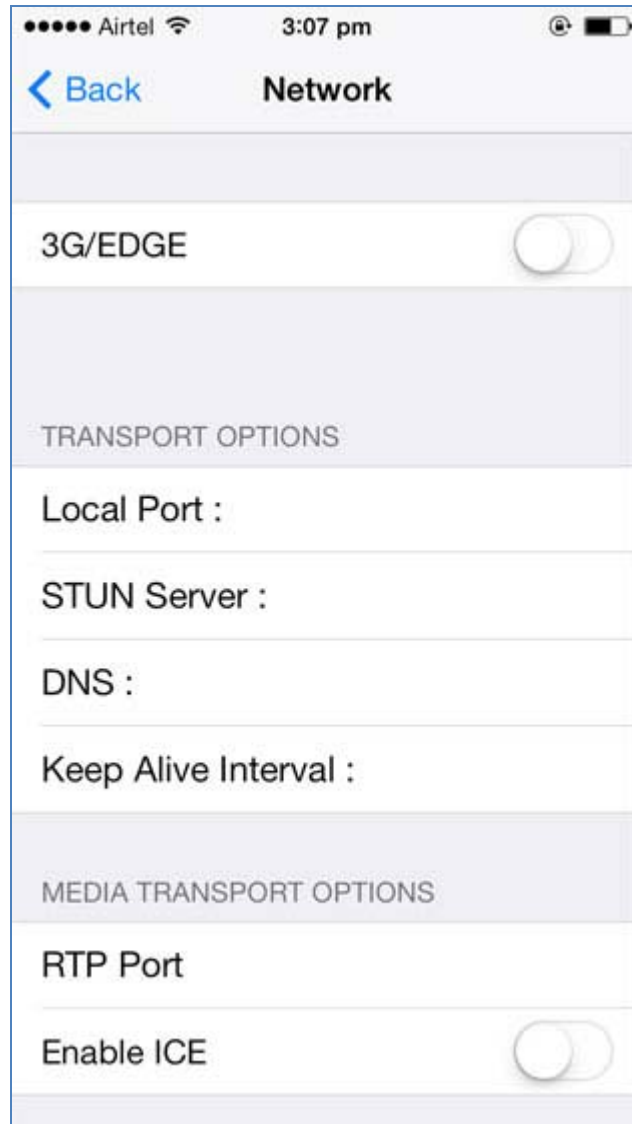 Airtel 3:07 pm
Back Network
3G/EDGE
TRANSPORT OPTIONS
Local Port :
STUN Server :
DNS :
Keep Alive Interval :
MEDIA TRANSPORT OPTIONS
RTP Port
Enable ICE